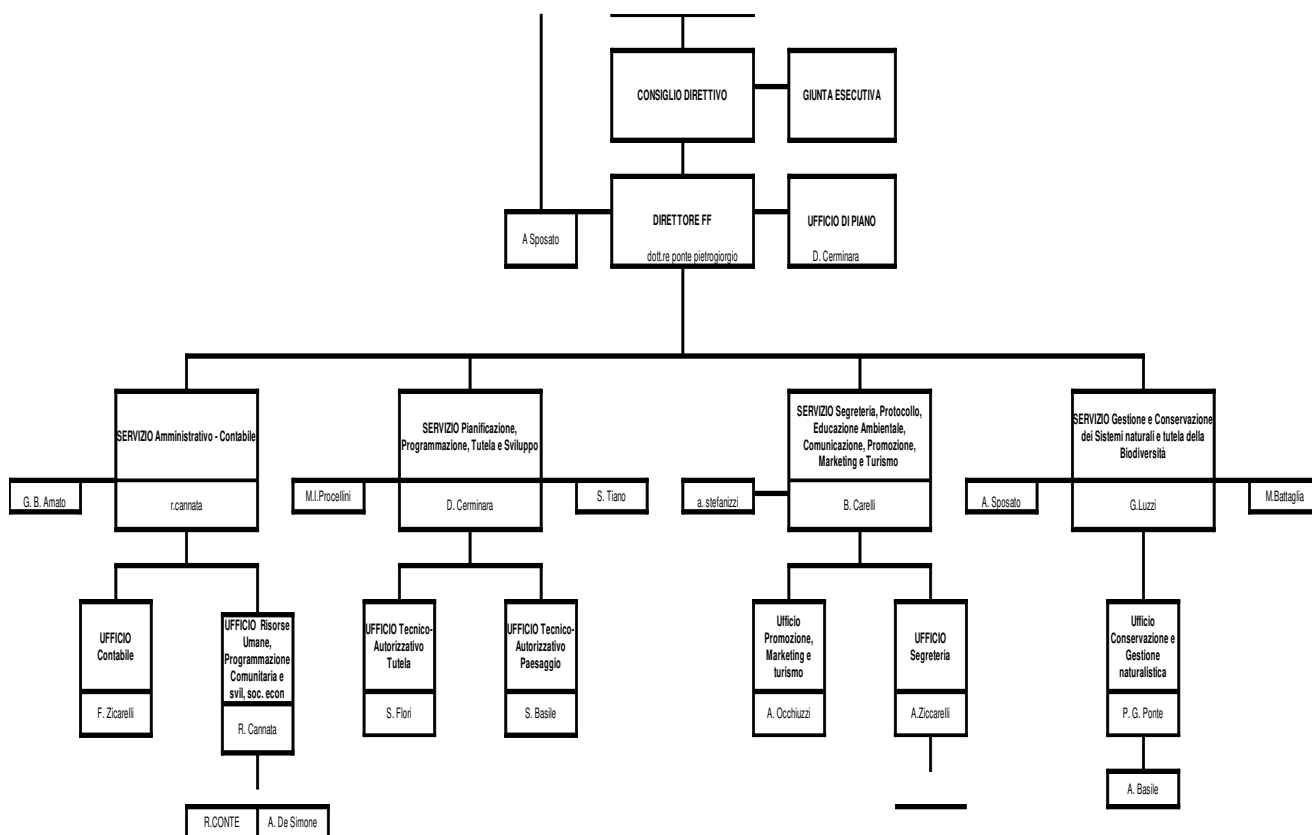 CONSIGLIO DIRETTIVO
GIUNTA ESECUTIVA
A Sposato
DIRETTORE FF
dott.re ponte pietrogiorgio
UFFICIO DI PIANO
D. Cerminara
SERVIZIO Amministrativo - Contabile
r.cannata
G. B. Amato
SERVIZIO Pianificazione,
Programmazione, Tutela e Sviluppo
D. Cerminara
M.I.Procellini
S. Tiano
SERVIZIO Segreteria, Protocollo,
Educazione Ambientale,
Comunicazione, Promozione,
Marketing e Turismo
B. Carelli
a. stefanizzi
SERVIZIO Gestione e Conservazione
dei Sistemi naturali e tutela della
Biodiversità
G.Luzzi
A. Sposato
M.Battaglia
UFFICIO
Contabile
F. Zicarelli
UFFICIO Risorse
Umane,
Programmazione
Comunitaria e
svil, soc. econ
R. Cannata
R.CONTE
A. De Simone
UFFICIO Tecnico-
Autorizzativo
Tutela
S. Flori
UFFICIO Tecnico-
Autorizzativo
Paesaggio
S. Basile
Ufficio
Promozione,
Marketing e
turismo
A. Occhiuzzi
UFFICIO
Segreteria
A.Ziccarelli
Ufficio
Conservazione e
Gestione
naturalistica
P. G. Ponte
A. Basile